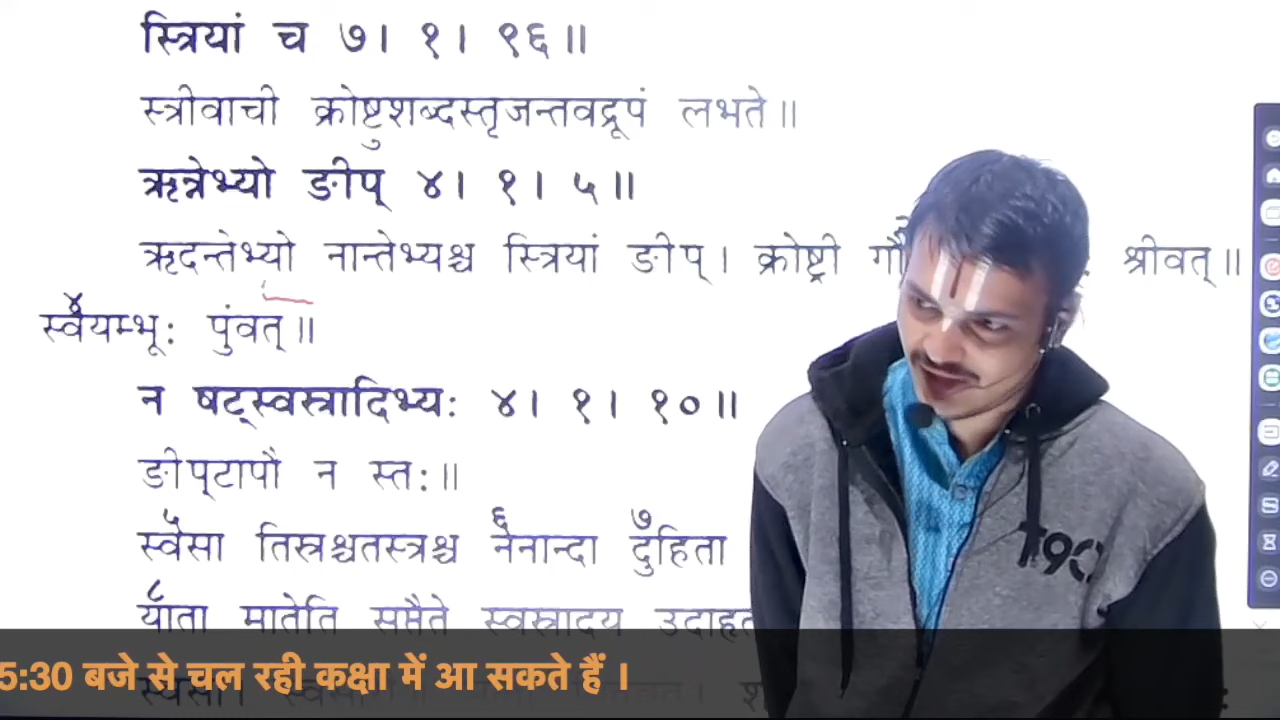 स्त्रियां च ७। १। ९६॥
स्त्रीवाची क्रोष्टुशब्दस्तृजन्तवद्रूपं लभते॥
ऋन्नेभ्यो ङीप् ४। १। ५॥
ऋदन्तेभ्यो नान्तेभ्यश्च स्त्रियां ङीप्। क्रोष्ट्री श्रीवत्॥
स्वयम्भूः पुंवत्॥
न षट्स्वस्रादिभ्यः ४। १। १०॥
ङीप्टापौ न स्तः॥
स्वसा तिस्रश्चतस्रश्च ननान्दा दुहिता
याता मातेति सप्तैते स्वस्रादय
5:30 बजे से चल रही कक्षा में आ सकते हैं ।